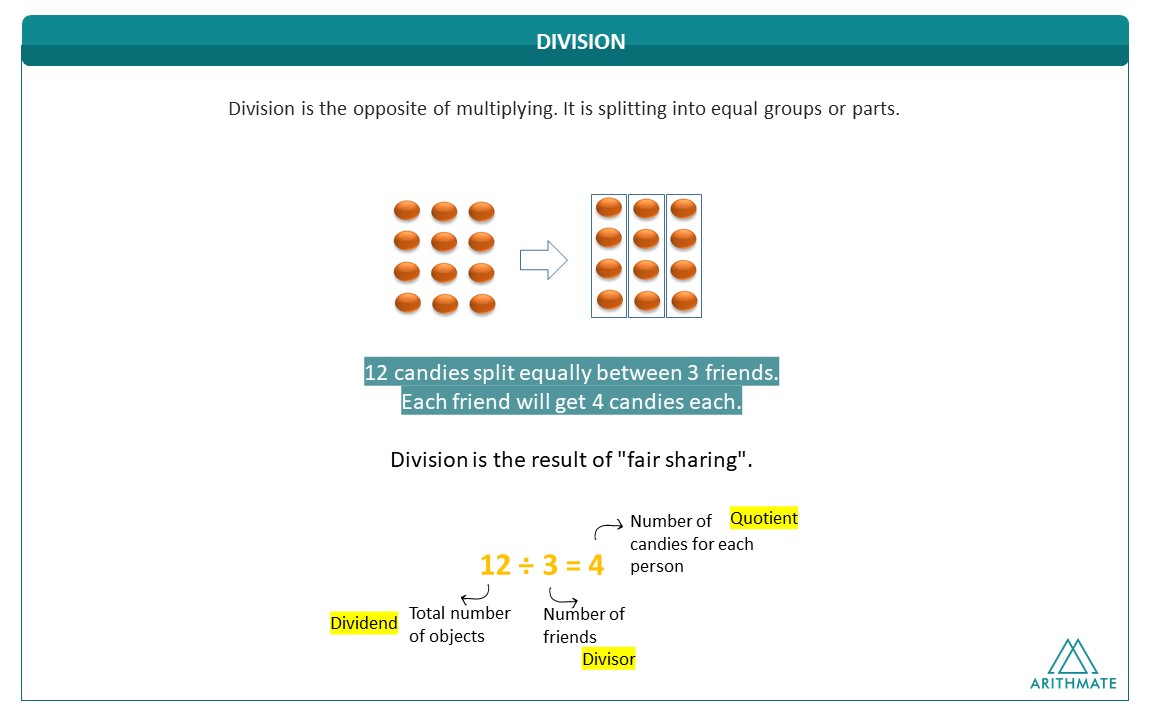 DIVISION
Division is the opposite of multiplying. It is splitting into equal groups or parts.
12 candies split equally between 3 friends.
Each friend will get 4 candies each.
Division is the result of "fair sharing".
Number of Quotient
candies for each
person
12 ÷ 3 = 4
Dividend
Total number
of objects
Number of
friends
Divisor
ARITHMATE